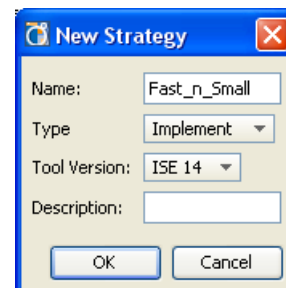 New Strategy
Name: Fast_n_Small
Type Implement
Tool Version: ISE 14
Description:
OK Cancel